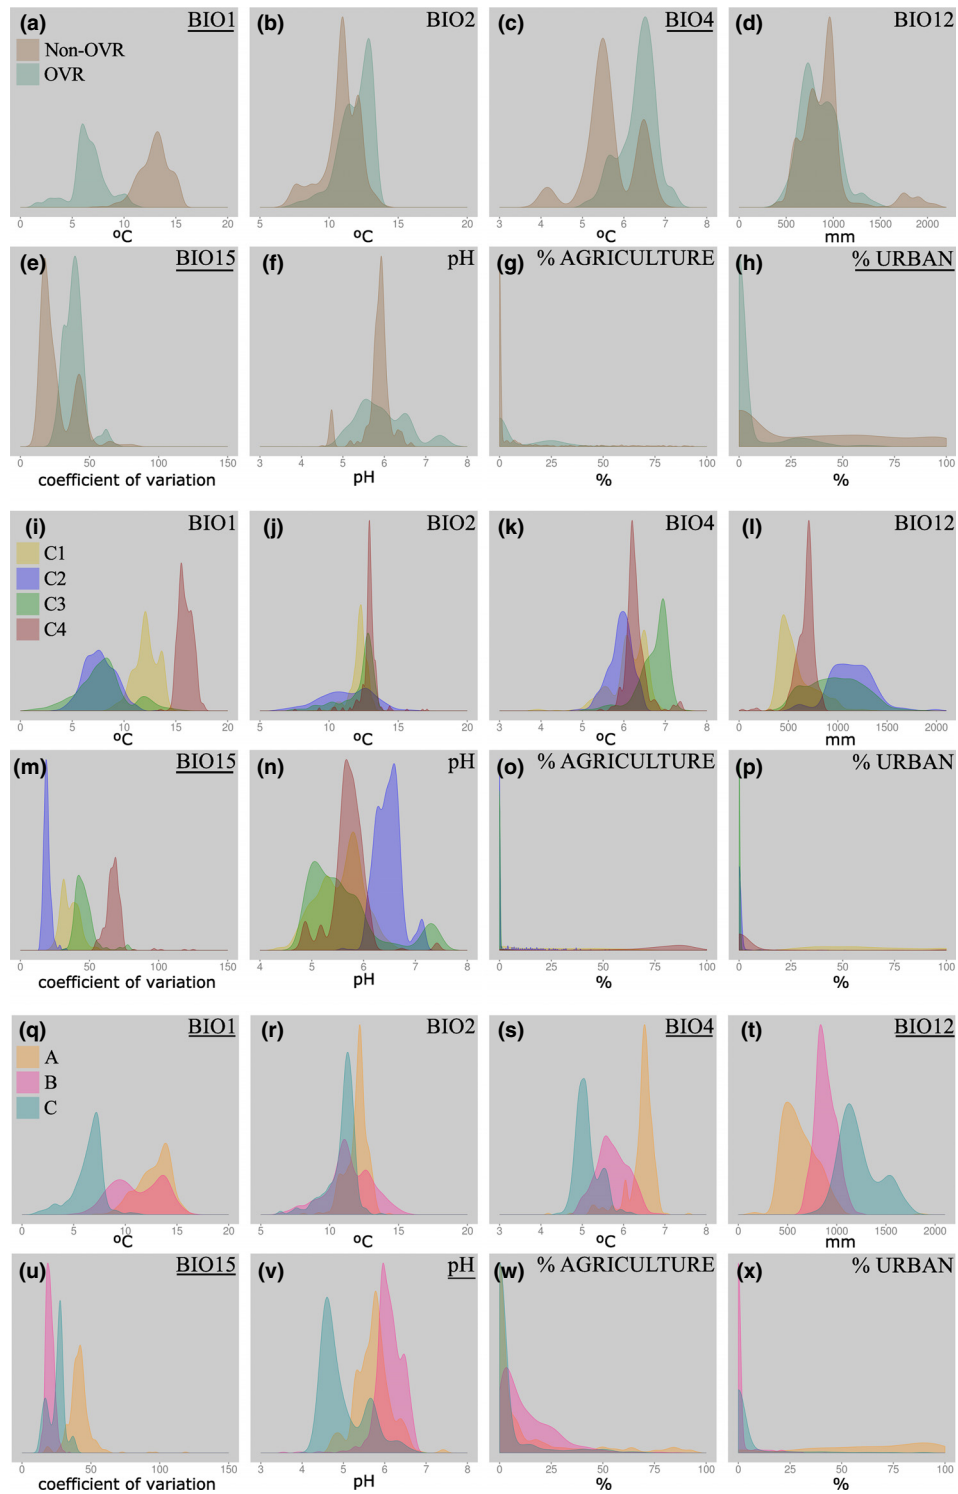 (a) BIO1
Non-OVR
OVR
0 5 10 15 20
ºC
(b) BIO2
5 10 15 20
ºC
(c) BIO4
3 4 5 6 7 8
ºC
(d) BIO12
500 1000 1500 2000
mm
(e) BIO15
0 50 100 150
coefficient of variation
(f) pH
3 4 5 6 7 8
pH
(g) % AGRICULTURE
0 25 50 75 100
%
(h) % URBAN
0 25 50 75 100
%
(i) BIO1
C1
C2
C3
C4
0 5 10 15 20
ºC
(j) BIO2
5 10 15 20
ºC
(k) BIO4
3 4 5 6 7 8
ºC
(l) BIO12
500 1000 1500 2000
mm
(m) BIO15
0 50 100 150
coefficient of variation
(n) pH
4 5 6 7 8
pH
(o) % AGRICULTURE
0 25 50 75 100
%
(p) % URBAN
0 25 50 75 100
%
(q) BIO1
A
B
C
0 5 10 15 20
ºC
(r) BIO2
5 10 15 20
ºC
(s) BIO4
3 4 5 6 7 8
ºC
(t) BIO12
500 1000 1500 2000
mm
(u) BIO15
0 50 100 150
coefficient of variation
(v) pH
3 4 5 6 7 8
pH
(w) % AGRICULTURE
0 25 50 75 100
%
(x) % URBAN
0 25 50 75 100
%